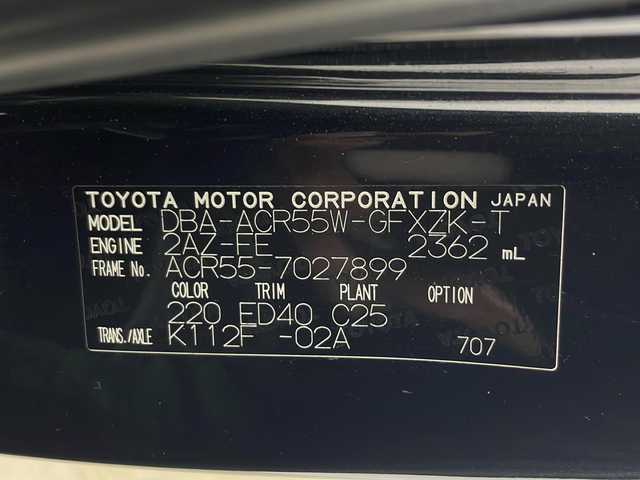 TOYOTA MOTOR CORPORATION JAPAN
MODEL DBA-ACR55W-GFXZK-T
ENGINE 2AZ-FE 2362 mL
FRAME No. ACR55-7027899
COLOR TRIM PLANT OPTION
220 ED40 C25
TRANS./AXLE K112F -02A 707